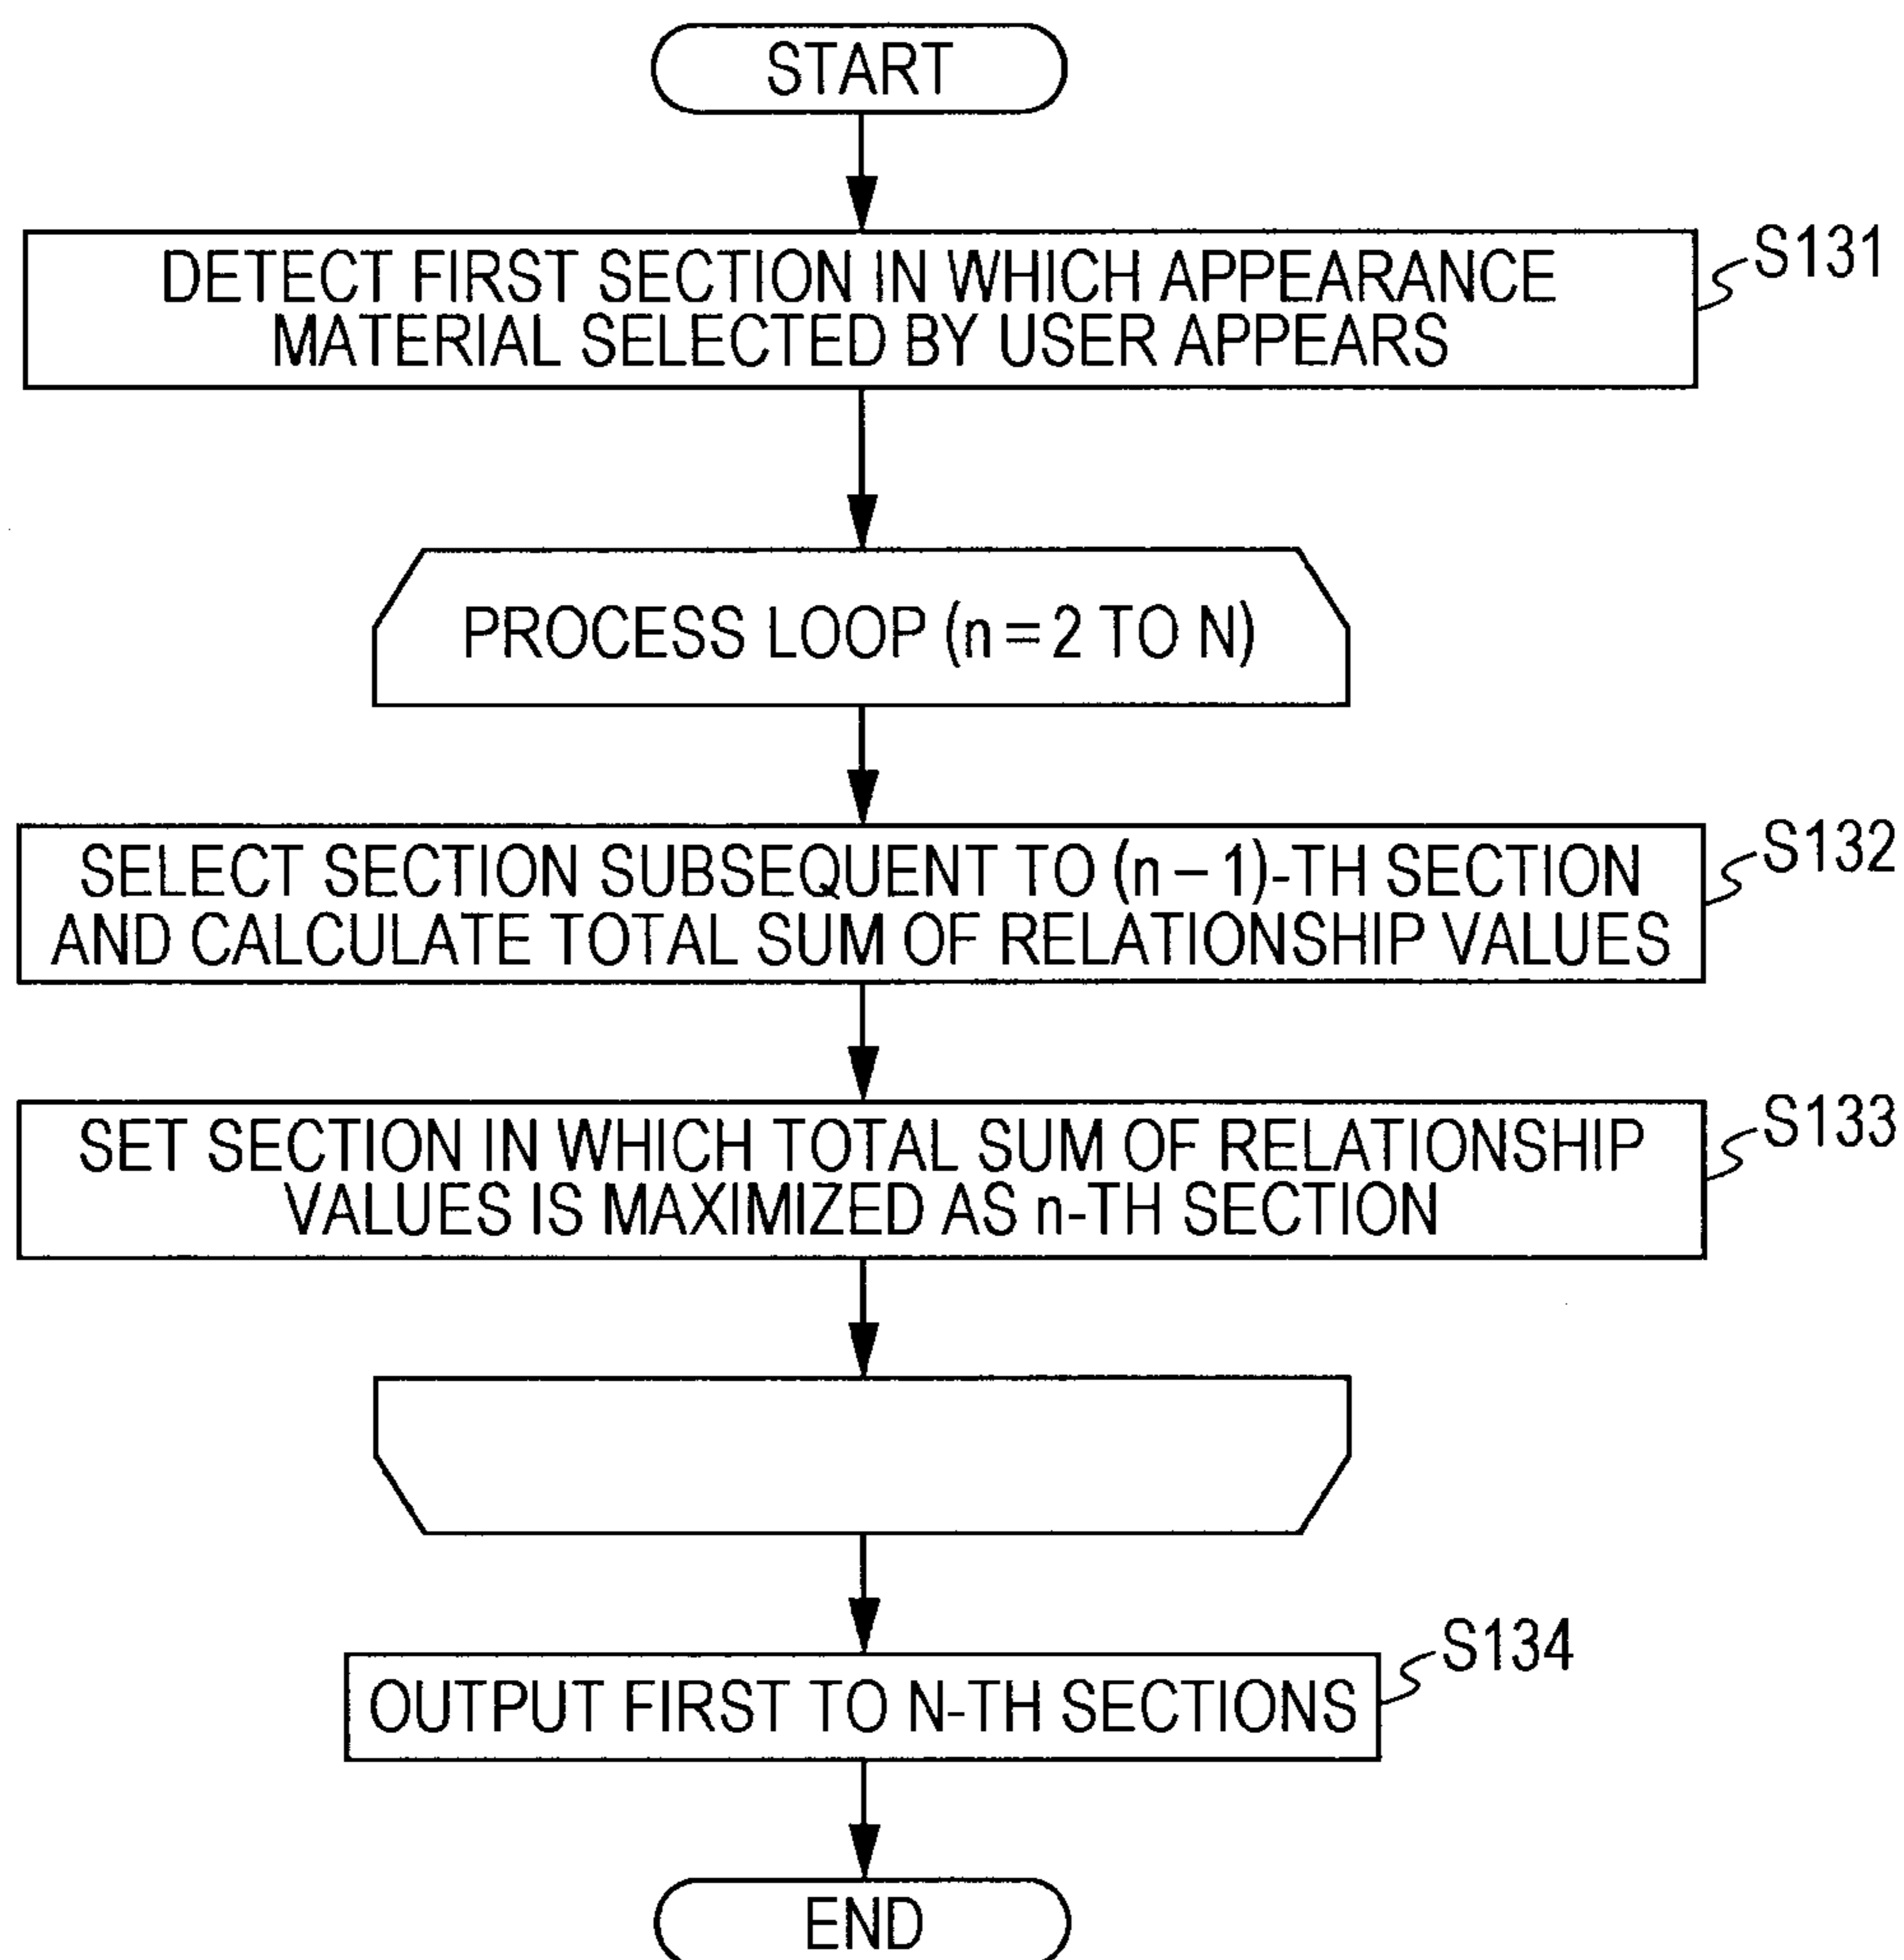 START
DETECT FIRST SECTION IN WHICH APPEARANCE
MATERIAL SELECTED BY USER APPEARS
S131
PROCESS LOOP (n = 2 TO N)
SELECT SECTION SUBSEQUENT TO (n – 1)-TH SECTION
AND CALCULATE TOTAL SUM OF RELATIONSHIP VALUES
S132
SET SECTION IN WHICH TOTAL SUM OF RELATIONSHIP
VALUES IS MAXIMIZED AS n-TH SECTION
S133
OUTPUT FIRST TO N-TH SECTIONS
S134
END